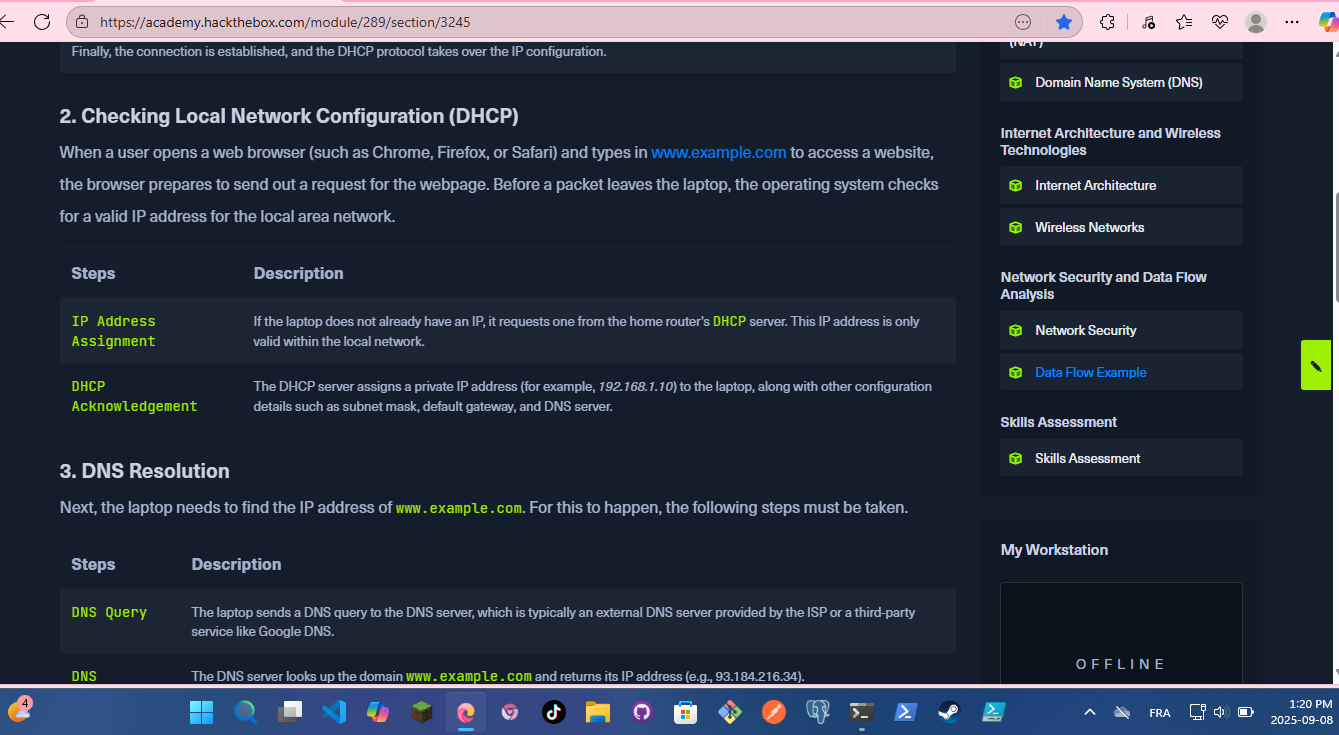 https://academy.hackthebox.com/module/289/section/3245
Finally, the connection is established, and the DHCP protocol takes over the IP configuration.
2. Checking Local Network Configuration (DHCP)
When a user opens a web browser (such as Chrome, Firefox, or Safari) and types in www.example.com to access a website,
the browser prepares to send out a request for the webpage. Before a packet leaves the laptop, the operating system checks
for a valid IP address for the local area network.
Steps Description
IP Address
Assignment
If the laptop does not already have an IP, it requests one from the home router's DHCP server. This IP address is only
valid within the local network.
DHCP
Acknowledgement
The DHCP server assigns a private IP address (for example, 192.168.1.10) to the laptop, along with other configuration
details such as subnet mask, default gateway, and DNS server.
3. DNS Resolution
Next, the laptop needs to find the IP address of www.example.com. For this to happen, the following steps must be taken.
Steps Description
DNS Query
The laptop sends a DNS query to the DNS server, which is typically an external DNS server provided by the ISP or a third-party
service like Google DNS.
DNS
The DNS server looks up the domain www.example.com and returns its IP address (e.g., 93.184.216.34).
(NAT)
Domain Name System (DNS)
Internet Architecture and Wireless
Technologies
Internet Architecture
Wireless Networks
Network Security and Data Flow
Analysis
Network Security
Data Flow Example
Skills Assessment
Skills Assessment
My Workstation
OFFLINE
4
FRA
1:20 PM
2025-09-08